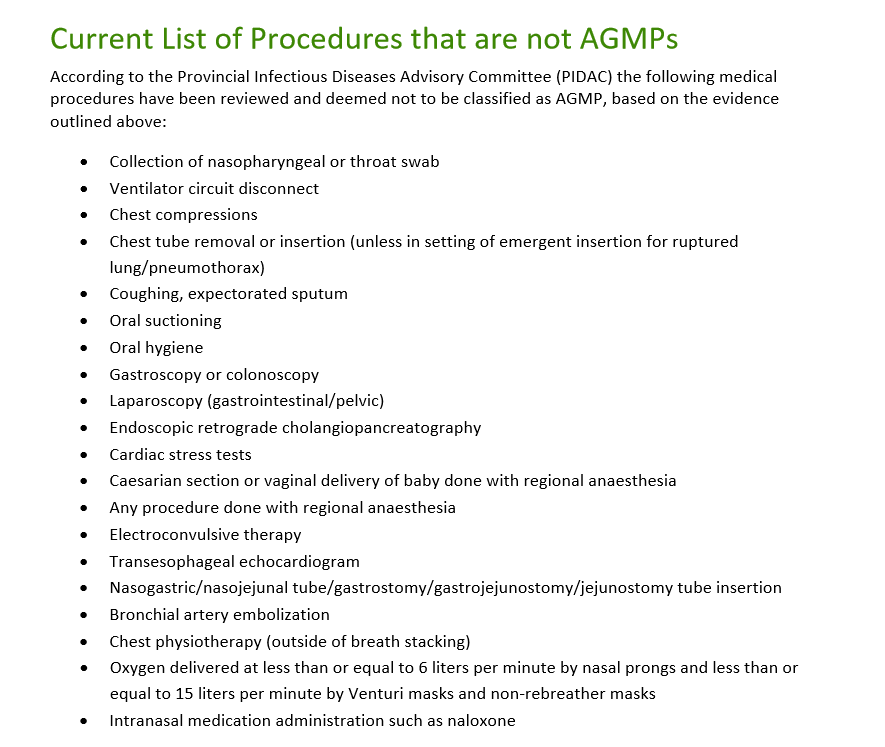 Current List of Procedures that are not AGMPs
According to the Provincial Infectious Diseases Advisory Committee (PIDAC) the following medical
procedures have been reviewed and deemed not to be classified as AGMP, based on the evidence
outlined above:
• Collection of nasopharyngeal or throat swab
• Ventilator circuit disconnect
• Chest compressions
• Chest tube removal or insertion (unless in setting of emergent insertion for ruptured
lung/pneumothorax)
• Coughing, expectorated sputum
• Oral suctioning
• Oral hygiene
• Gastroscopy or colonoscopy
• Laparoscopy (gastrointestinal/pelvic)
• Endoscopic retrograde cholangiopancreatography
• Cardiac stress tests
• Caesarian section or vaginal delivery of baby done with regional anaesthesia
• Any procedure done with regional anaesthesia
• Electroconvulsive therapy
• Transesophageal echocardiogram
• Nasogastric/nasojejunal tube/gastrostomy/gastrojejunostomy/jejunostomy tube insertion
• Bronchial artery embolization
• Chest physiotherapy (outside of breath stacking)
• Oxygen delivered at less than or equal to 6 liters per minute by nasal prongs and less than or
equal to 15 liters per minute by Venturi masks and non-rebreather masks
• Intranasal medication administration such as naloxone